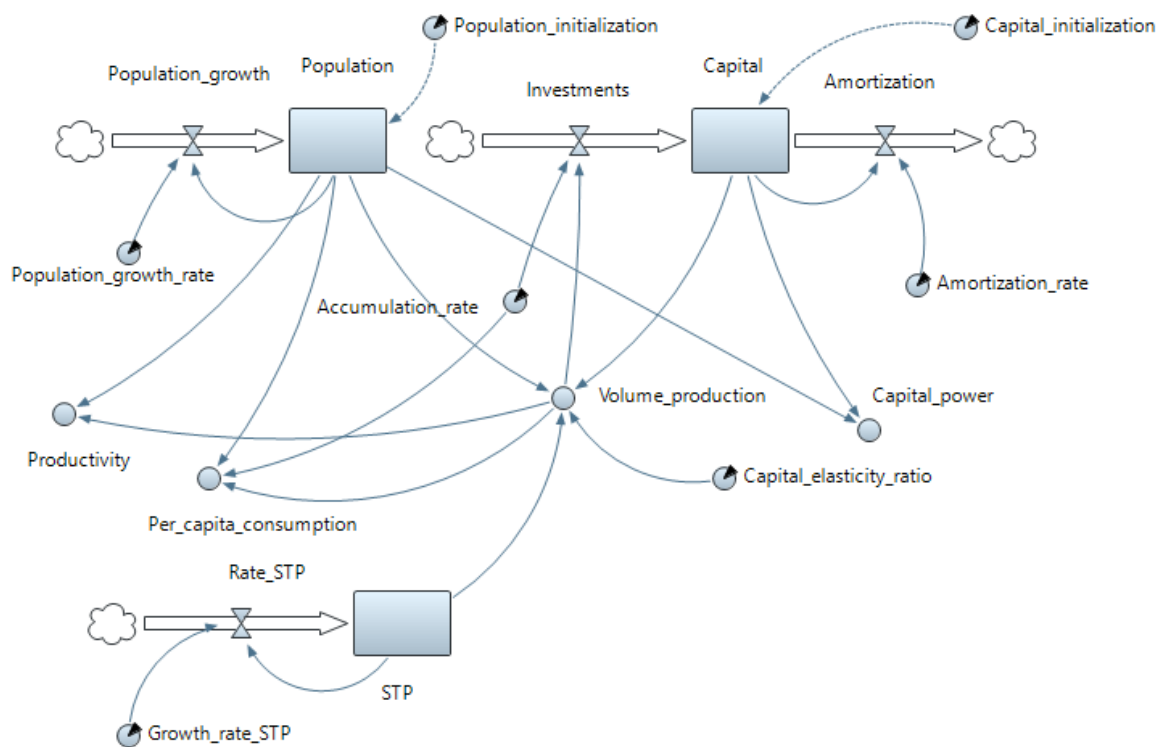 Population_initialization
Capital_initialization
Population_growth
Population
Investments
Capital
Amortization
Population_growth_rate
Accumulation_rate
Amortization_rate
Volume_production
Capital_power
Productivity
Per_capita_consumption
Capital_elasticity_ratio
Rate_STP
STP
Growth_rate_STP